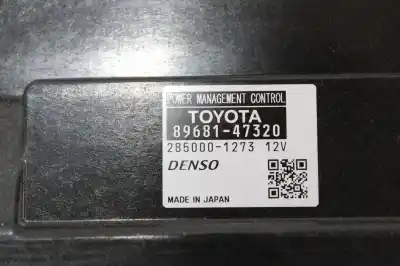 POWER MANAGEMENT CONTROL
TOYOTA
89681-47320
285000-1273 12V
DENSO
MADE IN JAPAN